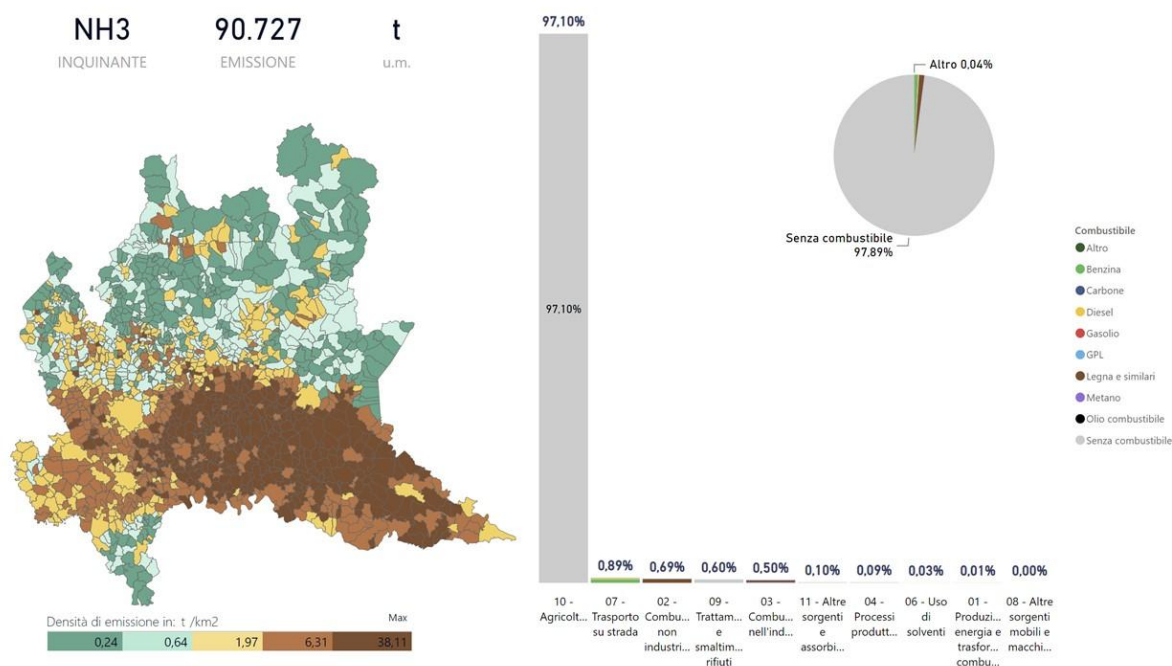 NH3
INQUINANTE
90.727
EMISSIONE
t
u.m.
Densità di emissione in: t /km2
Max
0,24
0,64
1,97
6,31
38,11
97,10%
97,10%
0,89%
0,69%
0,60%
0,50%
0,10%
0,09%
0,03%
0,01%
0,00%
10 -
Agricolt...
07 -
Trasporto
su strada
02 -
Combu...
non
industri...
09 -
Trattam...
e
smaltim...
rifiuti
03 -
Combu...
nell'ind...
11 - Altre
sorgenti
e
assorbi...
04 -
Processi
produtt...
06 - Uso
di
solventi
01 -
Produzi...
energia e
trasfor...
combu...
08 - Altre
sorgenti
mobili e
macchi...
Altro 0,04%
Senza combustibile
97,89%
Combustibile
Altro
Benzina
Carbone
Diesel
Gasolio
GPL
Legna e similari
Metano
Olio combustibile
Senza combustibile